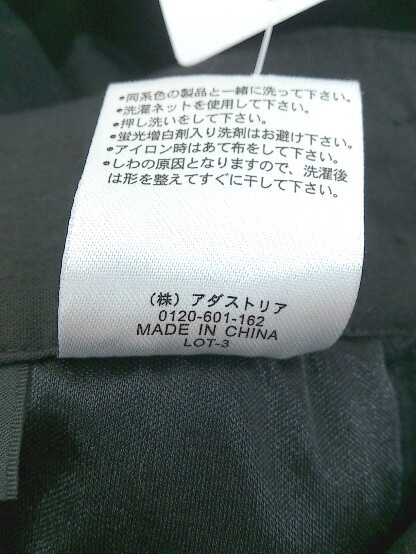 •同系色の製品と一緒に洗って下さい。
•洗濯ネットを使用して下さい。
•押し洗いをして下さい。
•蛍光増白剤入り洗剤はお避け下さい。
•アイロン時はあて布をして下さい。
•しわの原因となりますので、洗濯後
は形を整えてすぐに干して下さい。
(株) アダストリア
0120-601-162
MADE IN CHINA
LOT-3